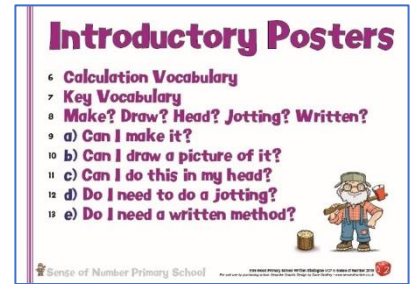 Introductory Posters
6 Calculation Vocabulary
7 Key Vocabulary
8 Make? Draw? Head? Jotting? Written?
9 a) Can I make it?
10 b) Can I draw a picture of it?
11 c) Can I do this in my head?
12 d) Do I need to do a jotting?
13 e) Do I need a written method?
Sense of Number Primary School